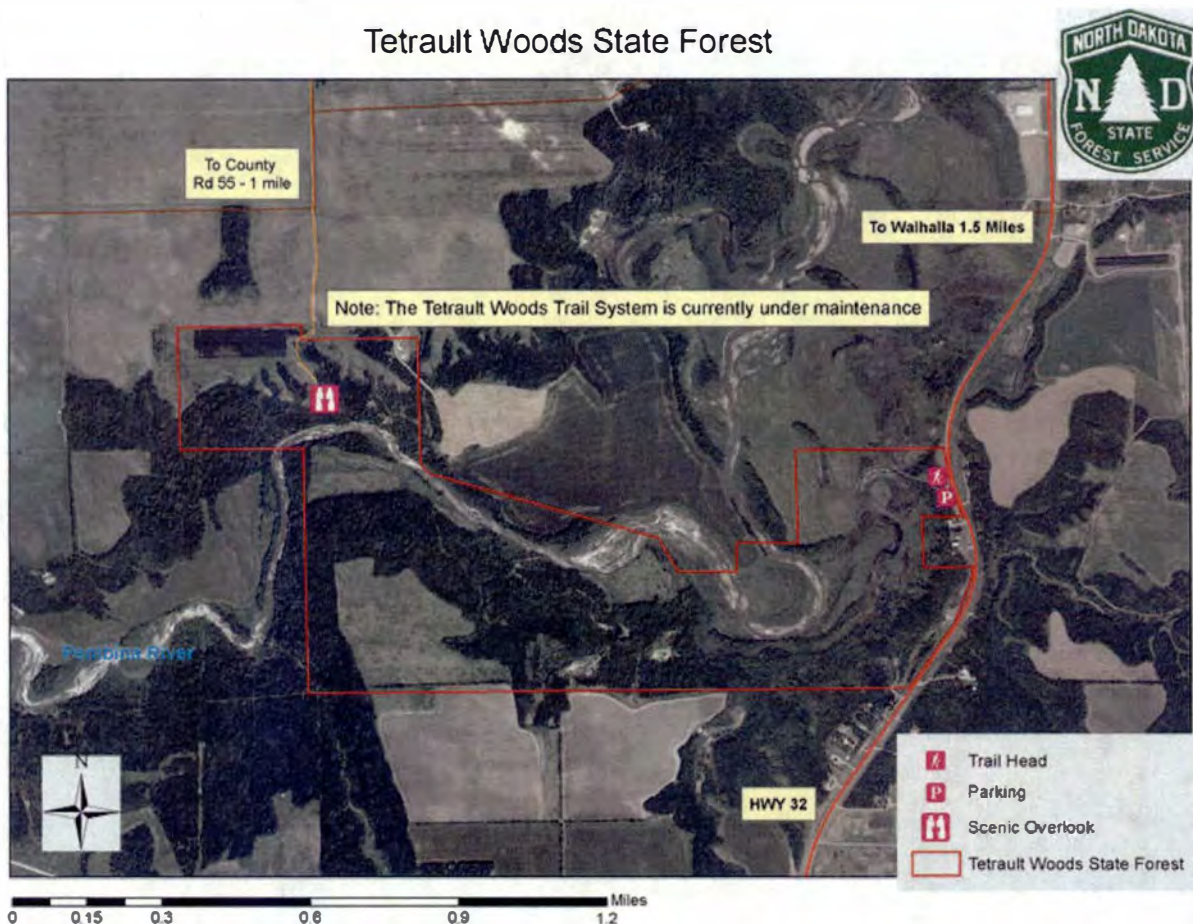 Tetrault Woods State Forest
NORTH DAKOTA
N D
STATE
FOREST SERVICE
To County
Rd 55 - 1 mile
To Walhalla 1.5 Miles
Note: The Tetrault Woods Trail System is currently under maintenance
P
Pembina River
N
HWY 32
Trail Head
P Parking
Scenic Overlook
Tetrault Woods State Forest
Miles
0 0.15 0.3 0.6 0.9 1.2